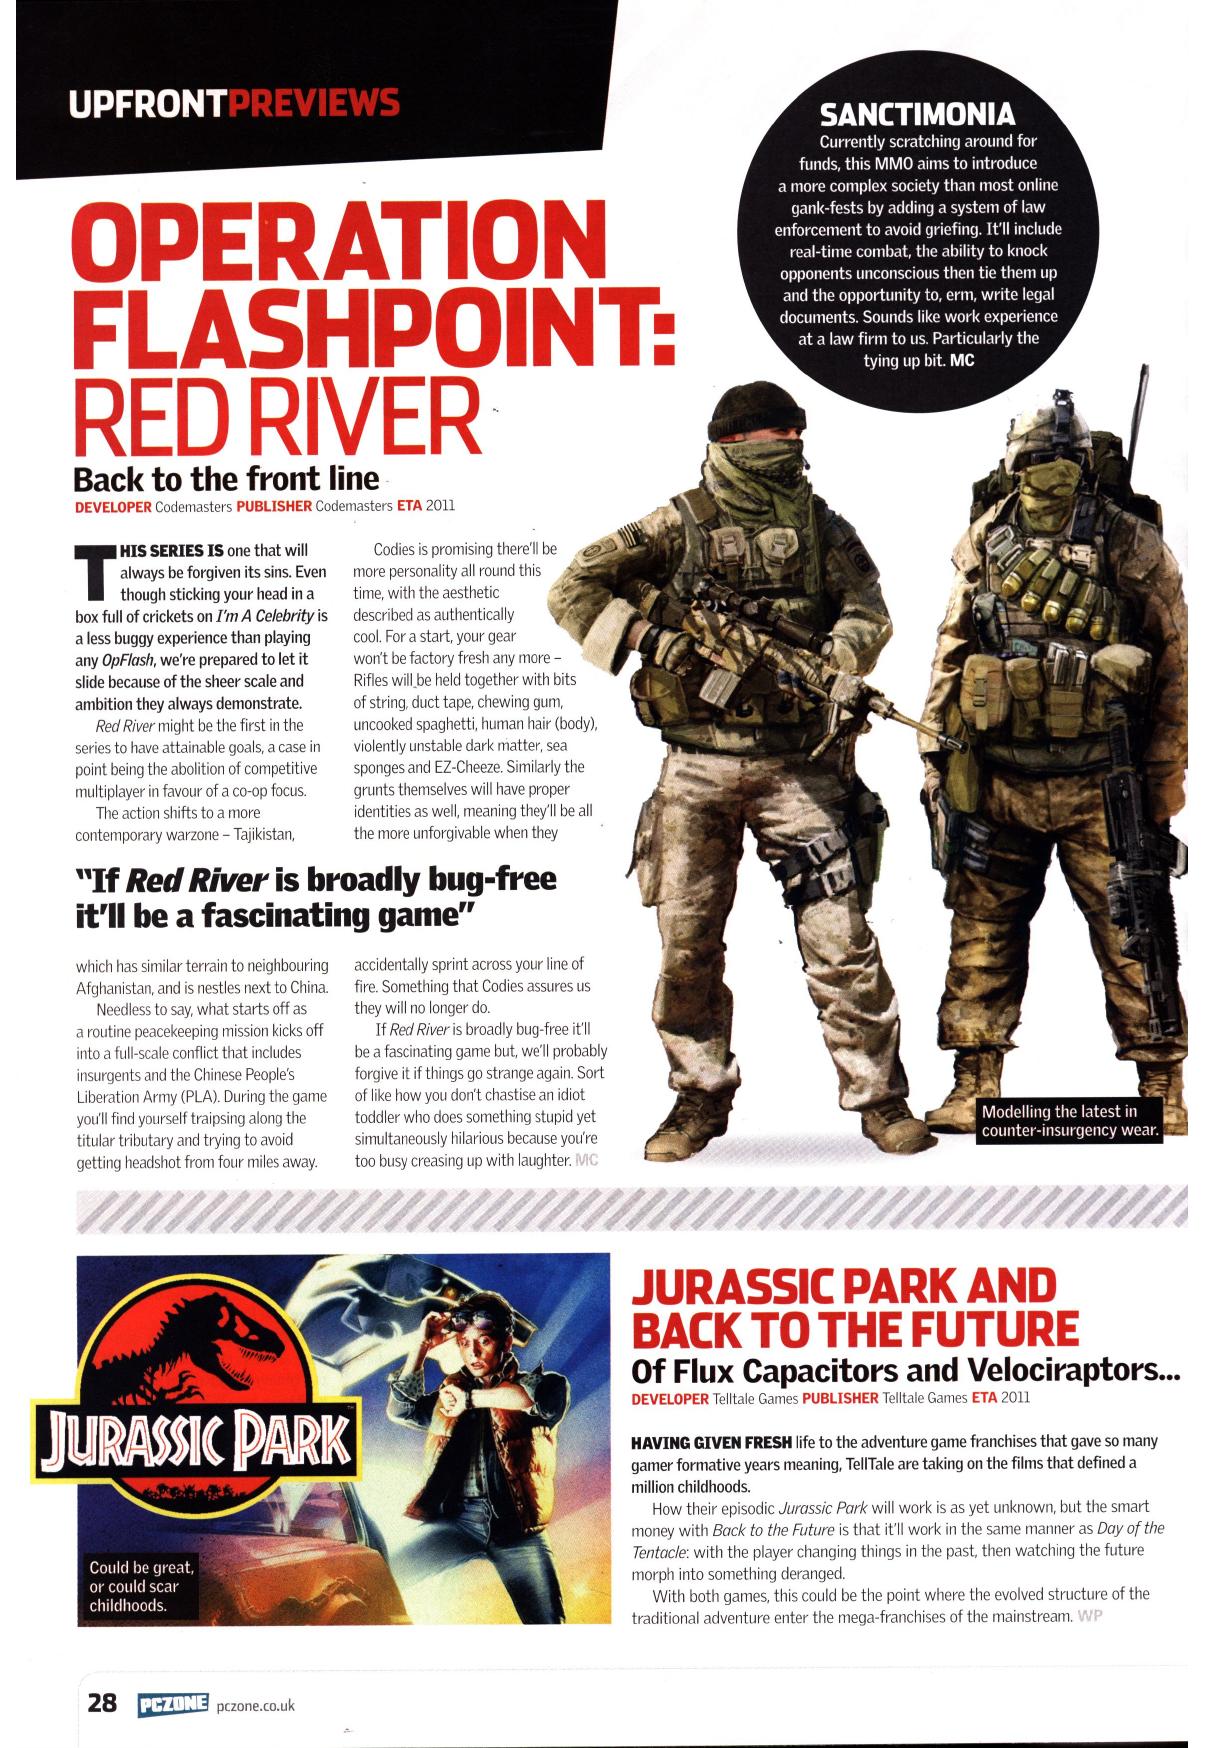 UPFRONTPREVIEWS
SANCTIMONIA
Currently scratching around for
funds, this MMO aims to introduce
a more complex society than most online
gank-fests by adding a system of law
enforcement to avoid griefing. It'll include
real-time combat, the ability to knock
opponents unconscious then tie them up
and the opportunity to, erm, write legal
documents. Sounds like work experience
at a law firm to us. Particularly the
tying up bit. MC
OPERATION
FLASHPOINT:
RED RIVER
Back to the front line
DEVELOPER Codemasters PUBLISHER Codemasters ETA 2011
THIS SERIES IS one that will
always be forgiven its sins. Even
though sticking your head in a
box full of crickets on I'm A Celebrity is
a less buggy experience than playing
any OpFlash, we're prepared to let it
slide because of the sheer scale and
ambition they always demonstrate.
Red River might be the first in the
series to have attainable goals, a case in
point being the abolition of competitive
multiplayer in favour of a co-op focus.
The action shifts to a more
contemporary warzone – Tajikistan,
which has similar terrain to neighbouring
Afghanistan, and is nestles next to China.
Needless to say, what starts off as
a routine peacekeeping mission kicks off
into a full-scale conflict that includes
insurgents and the Chinese People's
Liberation Army (PLA). During the game
you'll find yourself traipsing along the
titular tributary and trying to avoid
getting headshot from four miles away.
Codies is promising there'll be
more personality all round this
time, with the aesthetic
described as authentically
cool. For a start, your gear
won't be factory fresh any more –
Rifles will be held together with bits
of string, duct tape, chewing gum,
uncooked spaghetti, human hair (body),
violently unstable dark matter, sea
sponges and EZ-Cheeze. Similarly the
grunts themselves will have proper
identities as well, meaning they'll be all
the more unforgivable when they
accidentally sprint across your line of
fire. Something that Codies assures us
they will no longer do.
If Red River is broadly bug-free it'll
be a fascinating game but, we'll probably
forgive it if things go strange again. Sort
of like how you don't chastise an idiot
toddler who does something stupid yet
simultaneously hilarious because you're
too busy creasing up with laughter. MC
"If Red River is broadly bug-free
it'll be a fascinating game"
Modelling the latest in
counter-insurgency wear.
JURASSIC PARK
Could be great,
or could scar
childhoods.
JURASSIC PARK AND
BACK TO THE FUTURE
Of Flux Capacitors and Velociraptors...
DEVELOPER Telltale Games PUBLISHER Telltale Games ETA 2011
HAVING GIVEN FRESH life to the adventure game franchises that gave so many
gamer formative years meaning, TellTale are taking on the films that defined a
million childhoods.
How their episodic Jurassic Park will work is as yet unknown, but the smart
money with Back to the Future is that it'll work in the same manner as Day of the
Tentacle: with the player changing things in the past, then watching the future
morph into something deranged.
With both games, this could be the point where the evolved structure of the
traditional adventure enter the mega-franchises of the mainstream. WP
28 PCZONE pczone.co.uk